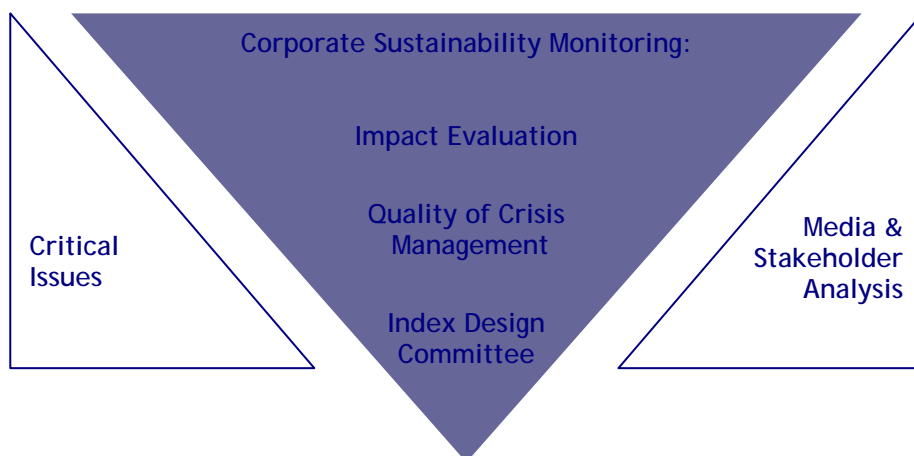 Corporate Sustainability Monitoring:
Impact Evaluation
Quality of Crisis
Management
Index Design
Committee
Critical
Issues
Media &
Stakeholder
Analysis